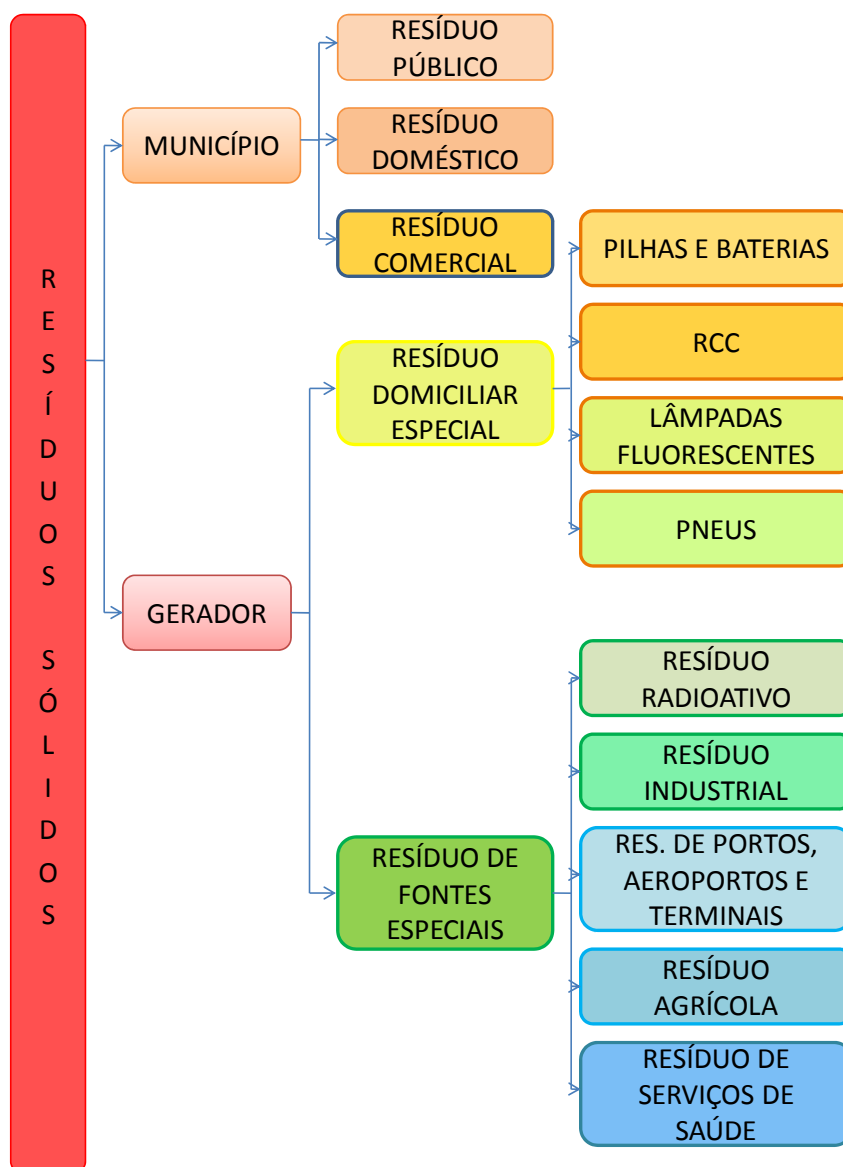 RESÍDUOS SÓLIDOS
MUNICÍPIO
RESÍDUO
PÚBLICO
RESÍDUO
DOMÉSTICO
RESÍDUO
COMERCIAL
GERADOR
RESÍDUO
DOMICILIAR
ESPECIAL
PILHAS E BATERIAS
RCC
LÂMPADAS
FLUORESCENTES
PNEUS
RESÍDUO DE
FONTES
ESPECIAIS
RESÍDUO
RADIOATIVO
RESÍDUO
INDUSTRIAL
RES. DE PORTOS,
AEROPORTOS E
TERMINAIS
RESÍDUO
AGRÍCOLA
RESÍDUO DE
SERVIÇOS DE
SAÚDE